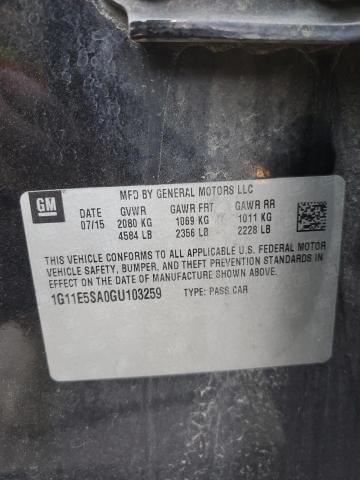 MFD BY GENERAL MOTORS LLC
GM
DATE GVWR GAWR FRT GAWR RR
07/15 2080 KG 1069 KG 1011 KG
4584 LB 2356 LB 2228 LB
THIS VEHICLE CONFORMS TO ALL APPLICABLE U.S. FEDERAL MOTOR
VEHICLE SAFETY, BUMPER, AND THEFT PREVENTION STANDARDS IN
EFFECT ON THE DATE OF MANUFACTURE SHOWN ABOVE.
1G11E5SA0GU103259 TYPE: PASS CAR